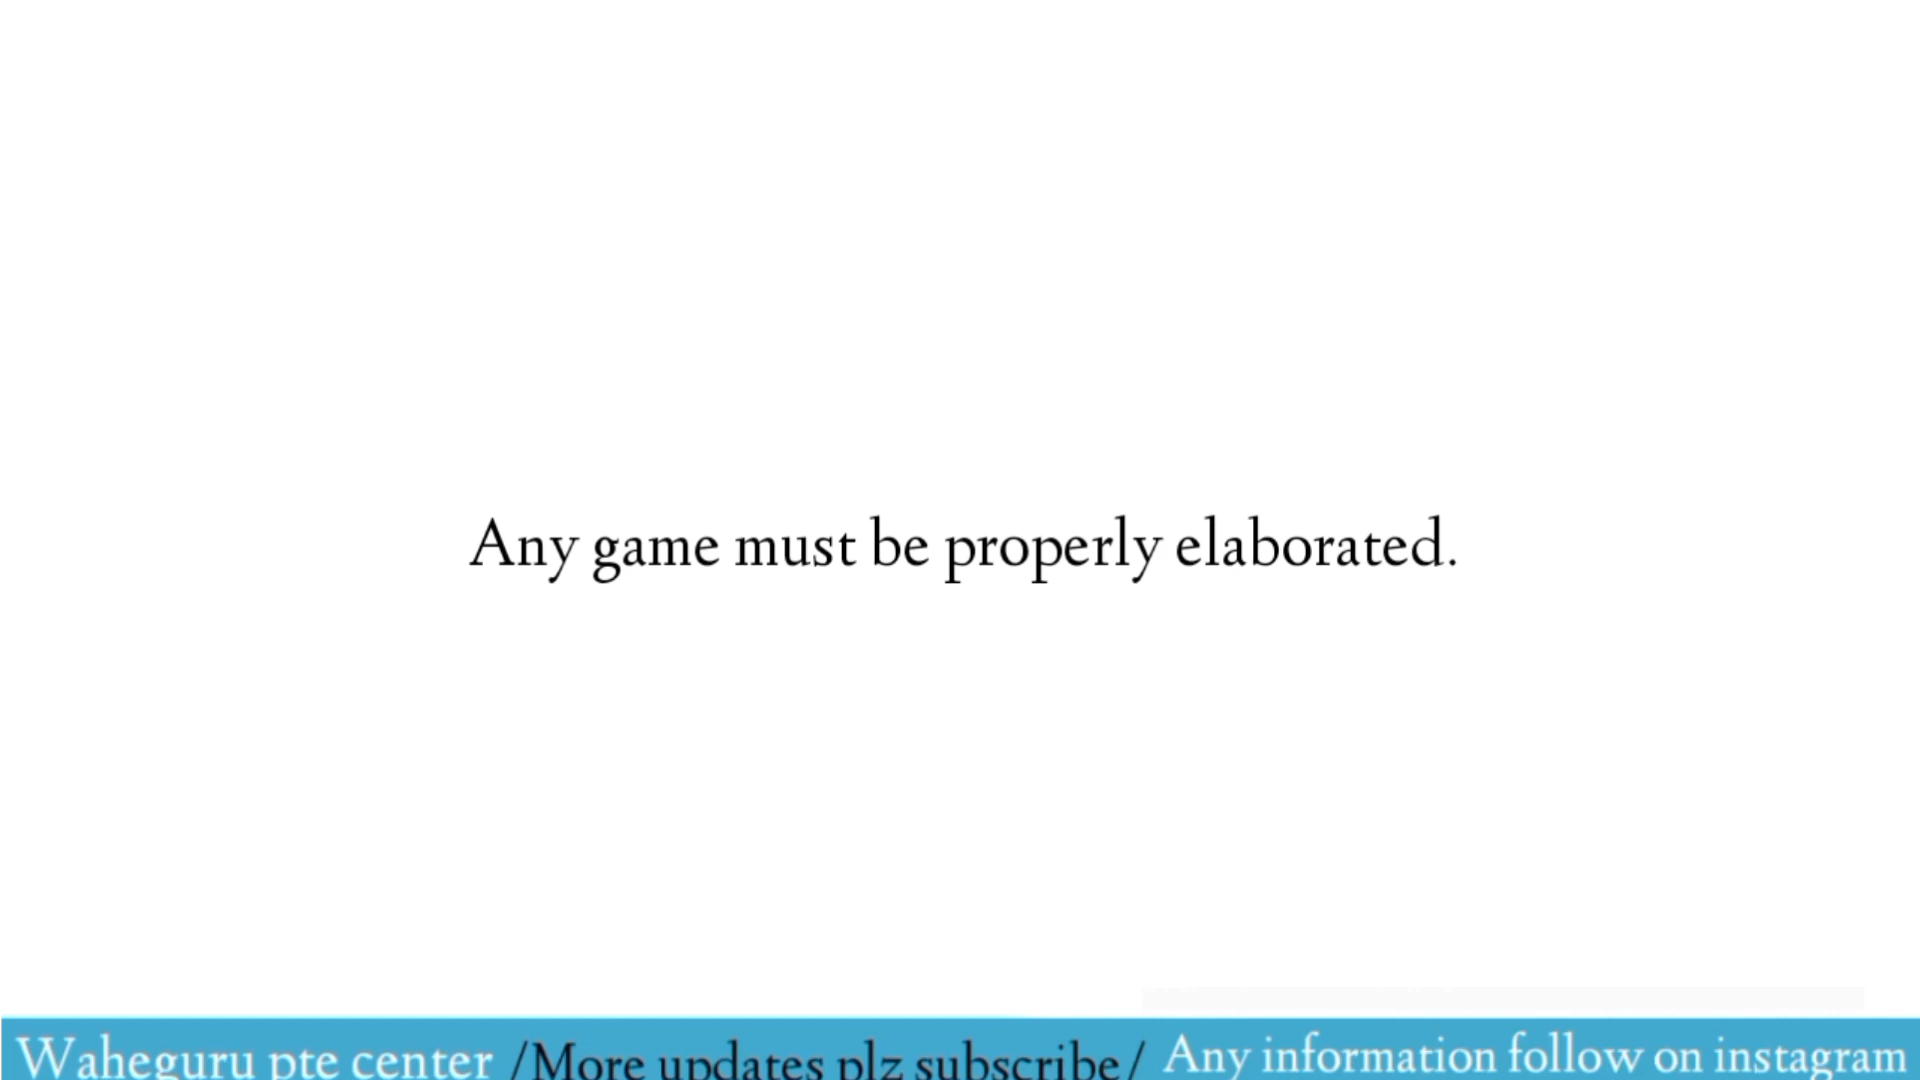 Any game must be properly elaborated.
Waheguru pte center /More updates plz subscribe/ Any information follow on instagram